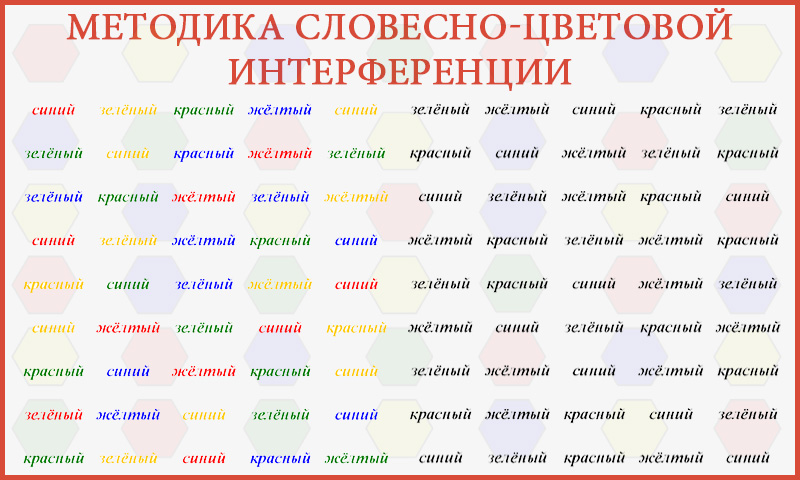 МЕТОДИКА СЛОВЕСНО-ЦВЕТОВОЙ
ИНТЕРФЕРЕНЦИИ
синий зелёный красный жёлтый синий зелёный жёлтый синий красный зелёный
зелёный синий красный жёлтый зелёный красный синий жёлтый зелёный красный
зелёный красный жёлтый зелёный жёлтый синий зелёный жёлтый красный синий
синий зелёный жёлтый красный синий жёлтый красный зелёный жёлтый красный
красный синий зелёный жёлтый синий зелёный красный синий жёлтый зелёный
синий жёлтый зелёный синий красный жёлтый синий зелёный красный жёлтый
красный синий жёлтый красный синий зелёный жёлтый синий жёлтый красный
зелёный жёлтый синий зелёный синий красный жёлтый красный синий зелёный
красный зелёный синий красный жёлтый синий зелёный красный жёлтый синий